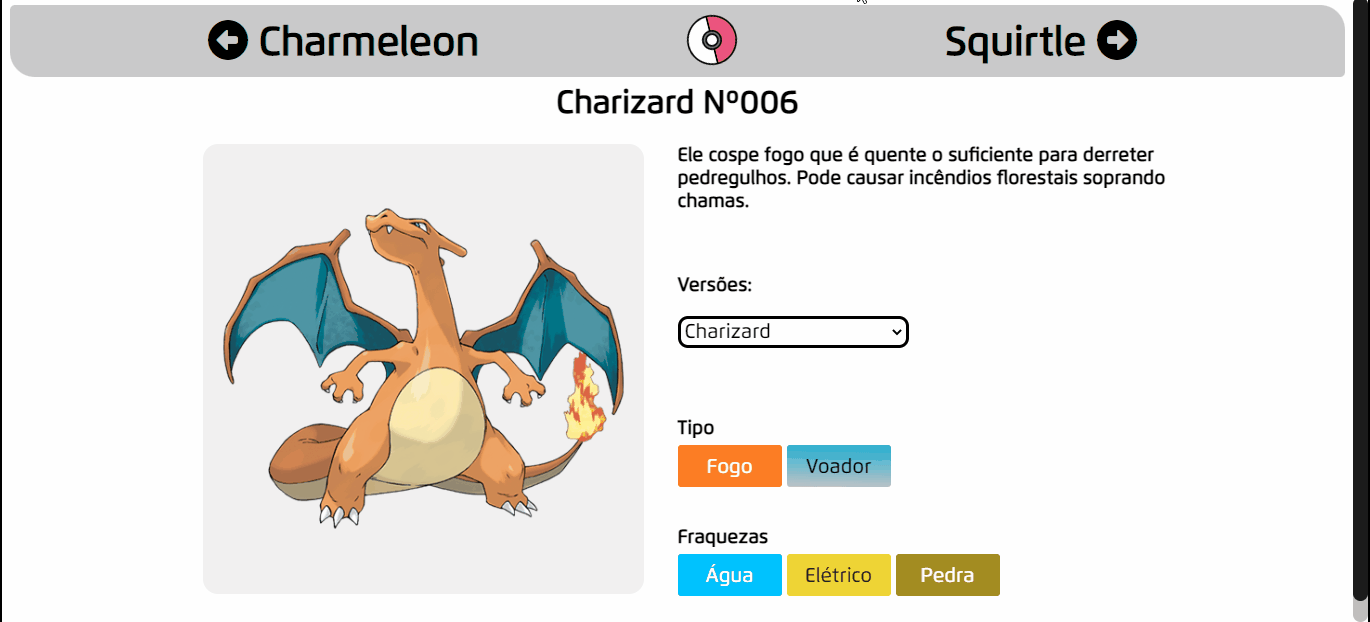 Charmeleon
Squirtle
Charizard Nº006
Ele cospe fogo que é quente o suficiente para derreter
pedregulhos. Pode causar incêndios florestais soprando
chamas.
Versões:
Charizard
Tipo
Fogo
Voador
Fraquezas
Água
Elétrico
Pedra